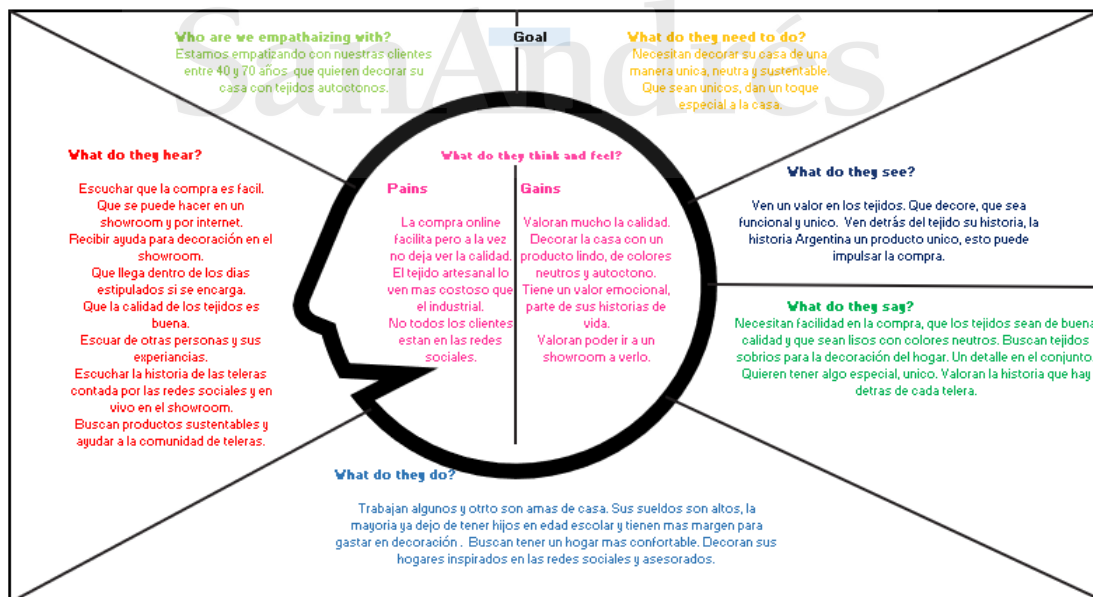 SanAndrés
Goal
Who are we empathaizing with?
Estamos empatizando con nuestras clientes
entre 40 y 70 años, que quieren decorar su
casa con tejidos autoctonos.
What do they need to do?
Necesitan decorar su casa de una
manera unica, neutra y sustentable.
Que sean unicos, dan un toque
especial a la casa.
What do they hear?
Escuchar que la compra es facil.
Que se puede hacer en un
showroom y por internet.
Recibir ayuda para decoración en el
showroom.
Que llega dentro de los dias
estipulados si se encarga.
Que la calidad de los tejidos es
buena.
Escuar de otras personas y sus
experiancias.
Escuchar la historia de las teleras
contada por las redes sociales y en
vivo en el showroom.
Buscan productos sustentables y
ayudar a la comunidad de teleras.
What do they think and feel?
Pains
La compra online
facilita pero a la vez
no deja ver la calidad.
El tejido artesanal lo
ven mas costoso que
el industrial.
No todos los clientes
estan en las redes
sociales.
Gains
Valoran mucho la calidad.
Decorar la casa con un
producto lindo, de colores
neutros y autoctono.
Tiene un valor emocional,
parte de sus historias de
vida.
Valoran poder ir a un
showroom a verlo.
What do they see?
Ven un valor en los tejidos. Que decore, que sea
funcional y unico. Ven detrás del tejido su historia, la
historia Argentina un producto unico, esto puede
impulsar la compra.
What do they say?
Necesitan facilidad en la compra, que los tejidos sean de buena
calidad y que sean lisos con colores neutros. Buscan tejidos
sobrios para la decoración del hogar. Un detalle en el conjunto.
Quieren tener algo especial, unico. Valoran la historia que hay
detras de cada telera.
What do they do?
Trabajan algunos y otrto son amas de casa. Sus sueldos son altos, la
mayoria ya dejo de tener hijos en edad escolar y tienen mas margen para
gastar en decoración . Buscan tener un hogar mas confortable. Decoran sus
hogares inspirados en las redes sociales y asesorados.